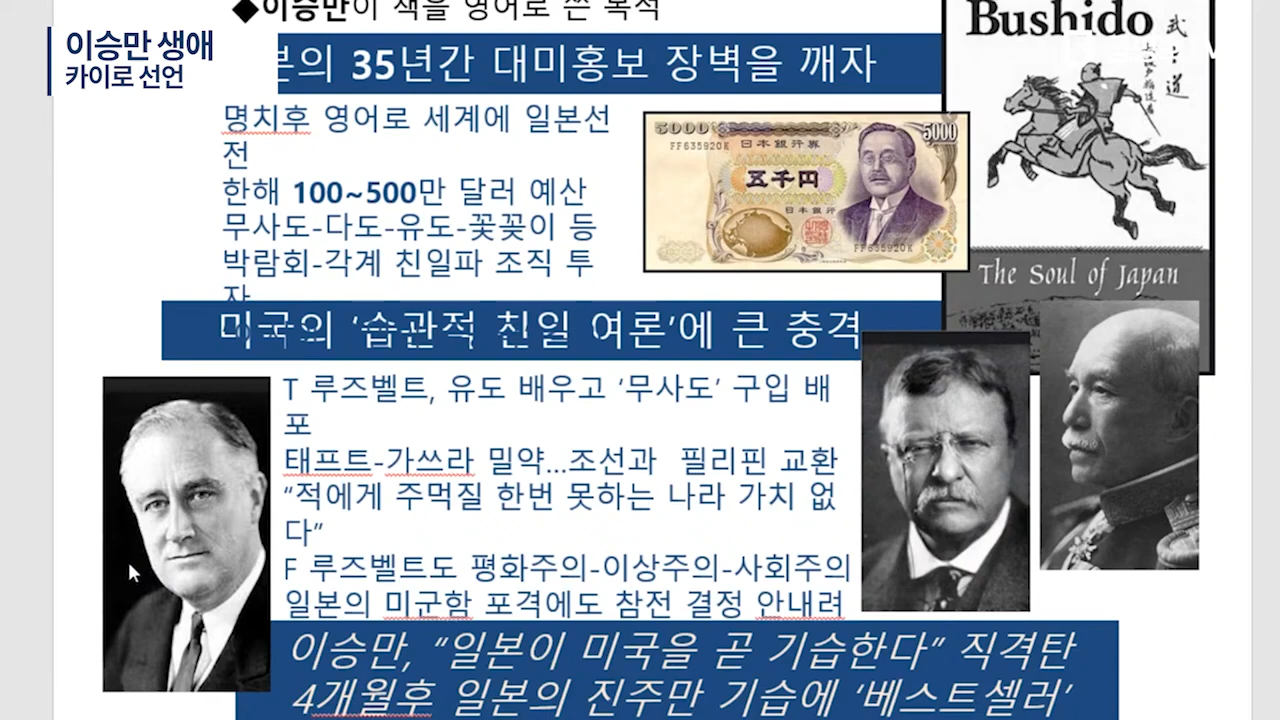 ◆이승만이 책을 영어로 쓴 목적
이승만 생애
카이로 선언
본의 35년간 대미홍보 장벽을 깨자
명치후 영어로 세계에 일본선
전
한해 100~500만 달러 예산
무사도-다도-유도-꽃꽂이 등
박람회-각계 친일파 조직 투
자
5000
5000
日本銀行券
FF635920K
五千円
日本銀行
FF635920K
Bushido
武士道
The Soul of Japan
미국의 ‘습관적 친일 여론’에 큰 충격
T 루즈벨트, 유도 배우고 ‘무사도’ 구입 배
포
태프트-가쓰라 밀약...조선과 필리핀 교환
“적에게 주먹질 한번 못하는 나라 가치 없
다”
F 루즈벨트도 평화주의-이상주의-사회주의
일본의 미군함 포격에도 참전 결정 안내려
이승만, “일본이 미국을 곧 기습한다” 직격탄
4개월후 일본의 진주만 기습에 ‘베스트셀러’